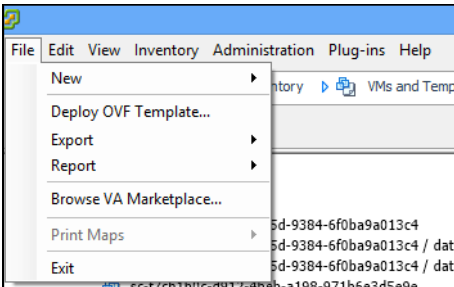 File Edit View Inventory Administration Plug-ins Help
New
VMs and Temp
Deploy OVF Template...
Export
Report
Browse VA Marketplace...
5d-9384-6f0ba9a013c4
Print Maps
5d-9384-6f0ba9a013c4 / dat
Exit
5d-9384-6f0ba9a013c4 / dat